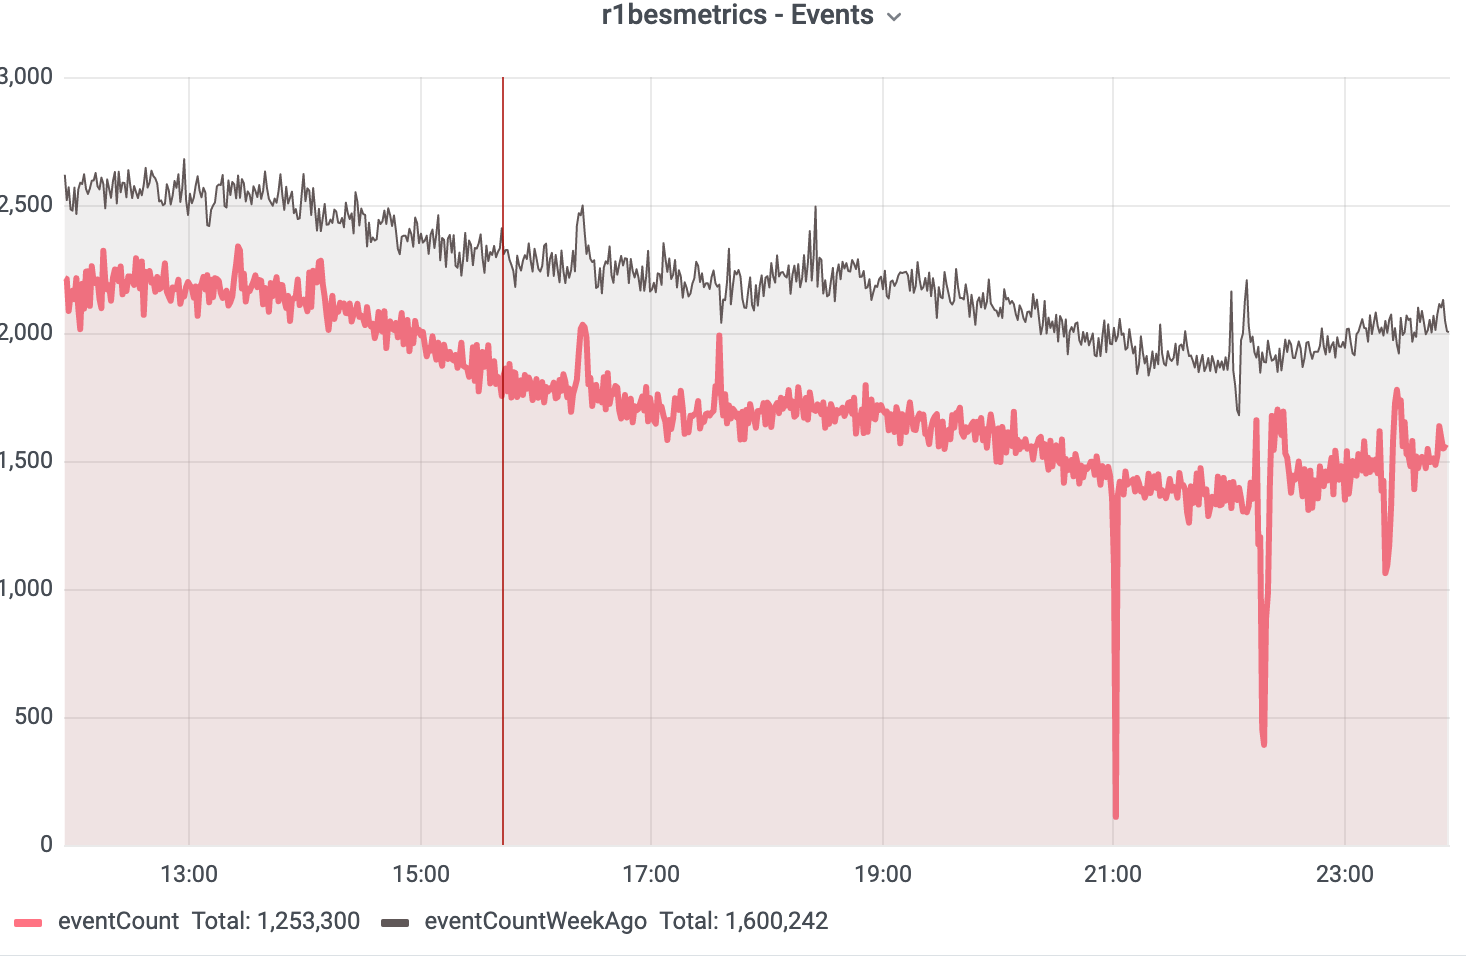 r1besmetrics - Events
3,000
2,500
2,000
1,500
1,000
500
0
13:00 15:00 17:00 19:00 21:00 23:00
eventCount Total: 1,253,300 eventCountWeekAgo Total: 1,600,242